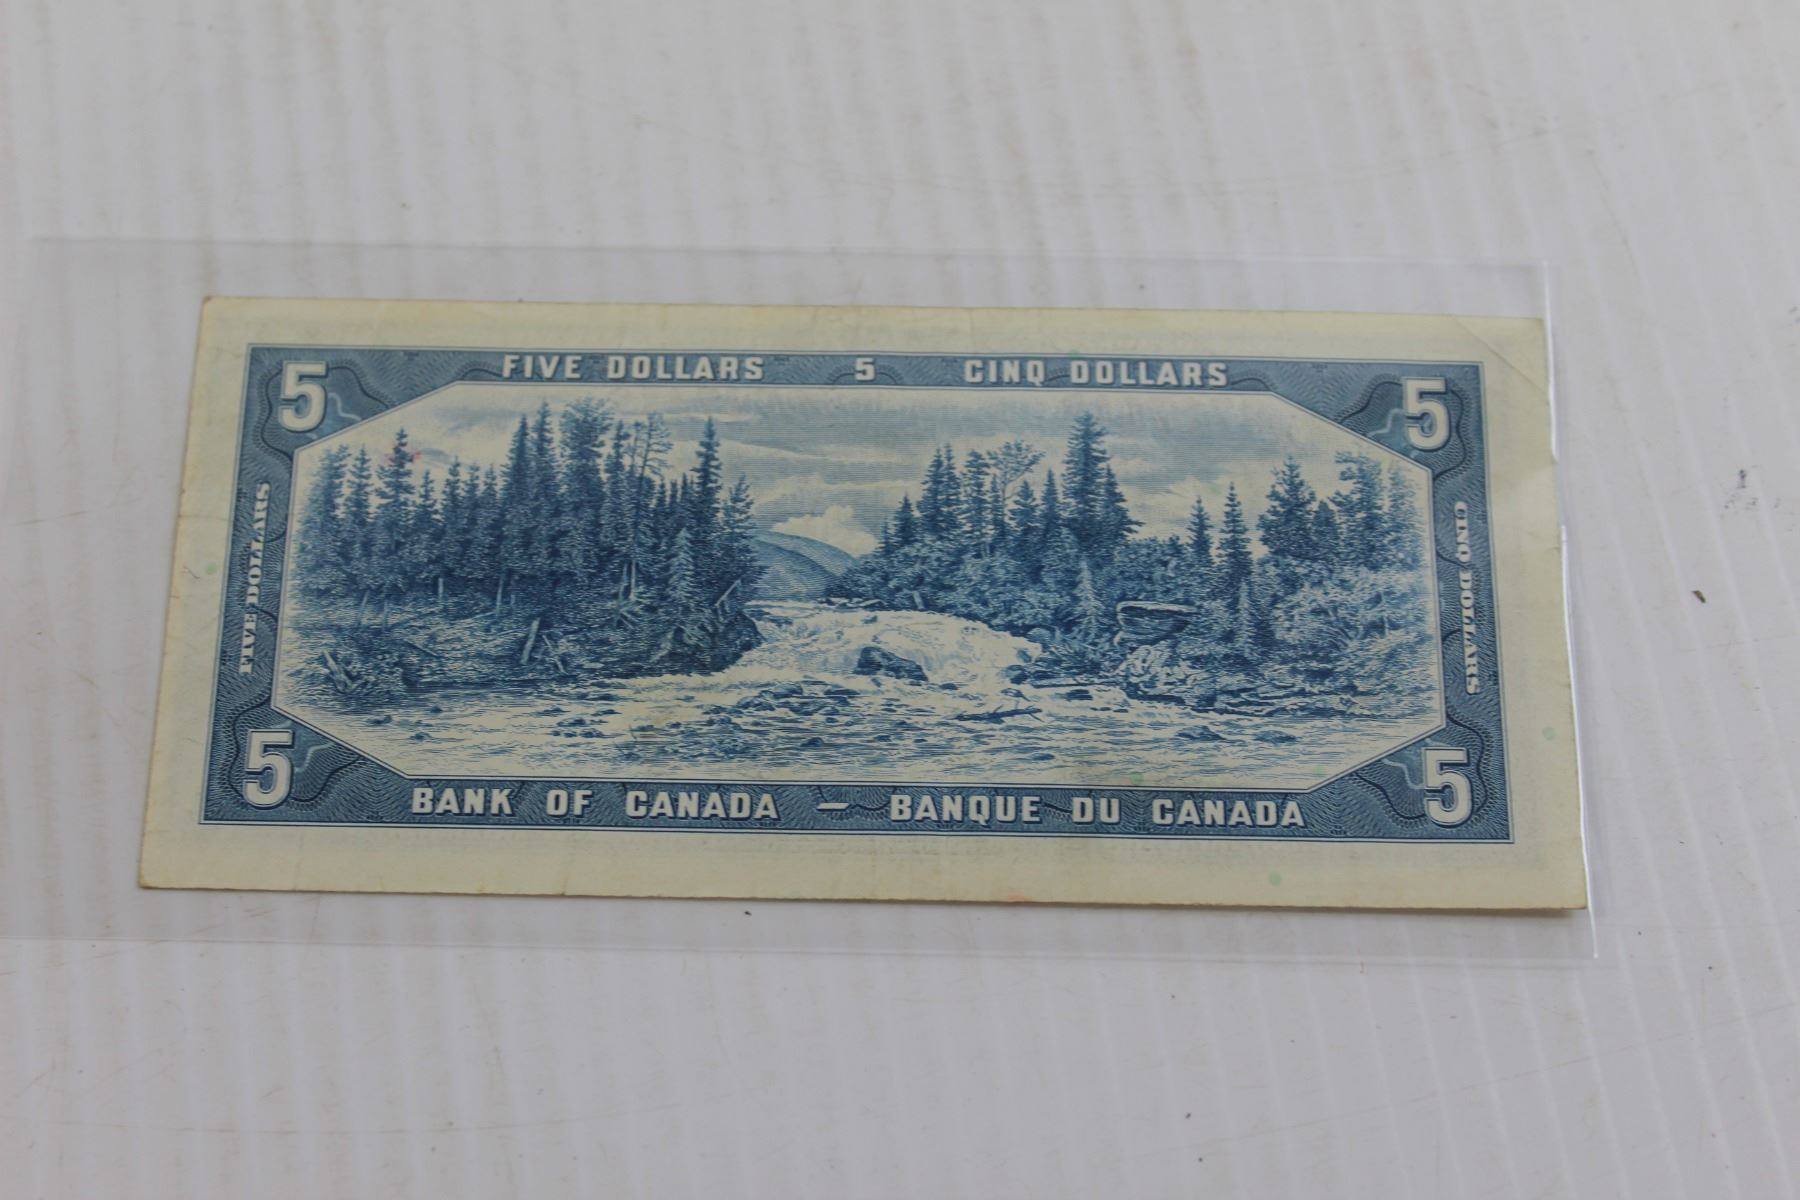 FIVE DOLLARS 5 CINQ DOLLARS
5 5
FIVE DOLLARS
CINQ DOLLARS
5 5
BANK OF CANADA — BANQUE DU CANADA